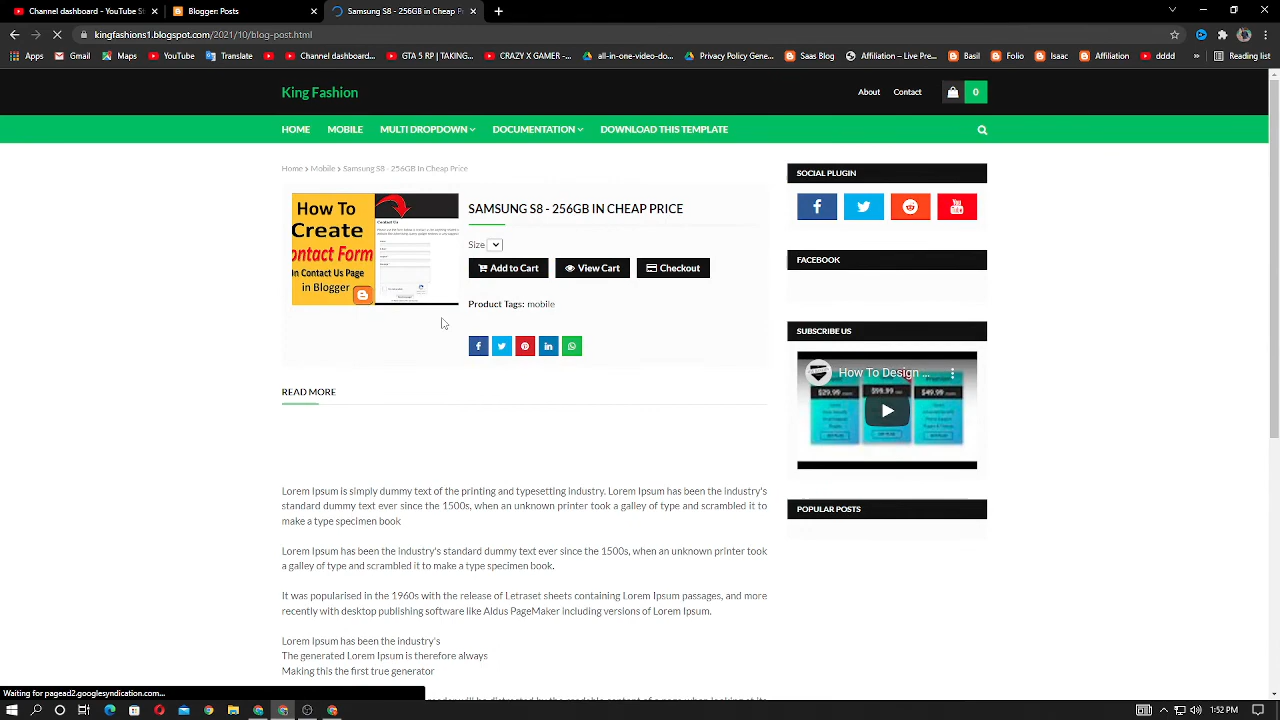 Channel dashboard - YouTube St
Blogger: Posts
Samsung S8 - 256GB in Cheap P
kingfashions1.blogspot.com/2021/10/blog-post.html
Apps
Gmail
Maps
YouTube
Translate
Channel dashboard...
GTA 5 RP | TAKING...
CRAZY X GAMER -...
all-in-one-video-do...
Privacy Policy Gene...
Saas Blog
Affiliation – Live Cry...
Basil
Folio
Isaac
Affiliation
dddd
»
Reading list
King Fashion
About
Contact
0
HOME
MOBILE
MULTI DROPDOWN
DOCUMENTATION
DOWNLOAD THIS TEMPLATE
Home > Mobile > Samsung S8 - 256GB In Cheap Price
How To
Create
Contact Form
in Contact Us Page
in Blogger
Contact Us
SAMSUNG S8 - 256GB IN CHEAP PRICE
Size
Add to Cart
View Cart
Checkout
Product Tags: mobile
READ MORE
Lorem Ipsum is simply dummy text of the printing and typesetting industry. Lorem Ipsum has been the industry's
standard dummy text ever since the 1500s, when an unknown printer took a galley of type and scrambled it to
make a type specimen book
Lorem Ipsum has been the industry's standard dummy text ever since the 1500s, when an unknown printer took
a galley of type and scrambled it to make a type specimen book.
It was popularised in the 1960s with the release of Letraset sheets containing Lorem Ipsum passages, and more
recently with desktop publishing software like Aldus PageMaker including versions of Lorem Ipsum.
Lorem Ipsum has been the industry's
The generated Lorem Ipsum is therefore always
Making this the first true generator
SOCIAL PLUGIN
FACEBOOK
SUBSCRIBE US
How To Design ...
$29.99
$99.99
$49.99
POPULAR POSTS
Waiting for pagead2.googlesyndication.com...
1:52 PM